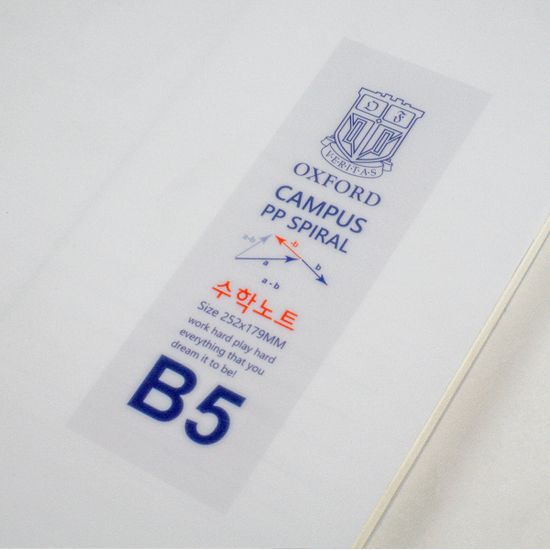 VERITAS
OXFORD
CAMPUS
PP SPIRAL
a-b
-b
a
b
a - b
수학노트
Size 252x179MM
work hard play hard
everything that you
dream it to be!
B5